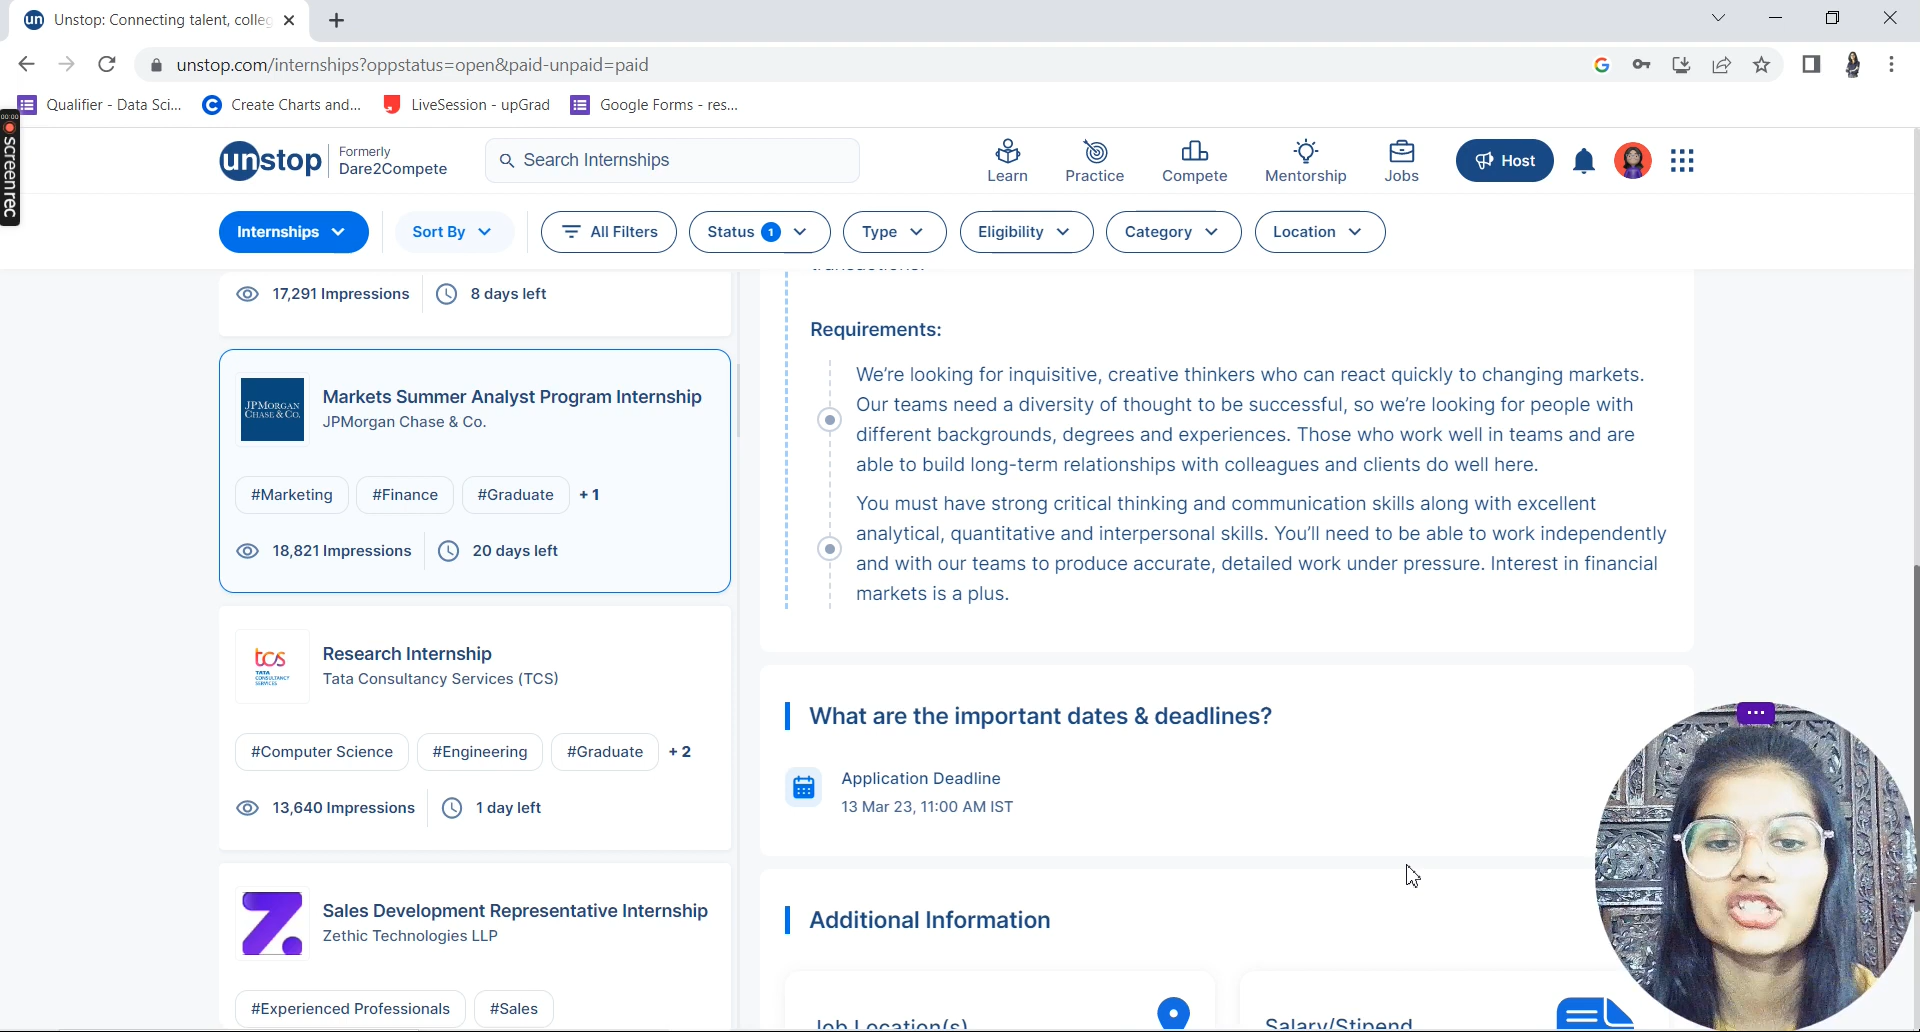 Unstop: Connecting talent, colleg
unstop.com/internships?oppstatus=open&paid-unpaid=paid
Qualifier - Data Sci...
Create Charts and...
LiveSession - upGrad
Google Forms - res...
00:00
screenrec
unstop
Formerly
Dare2Compete
Search Internships
Learn
Practice
Compete
Mentorship
Jobs
Host
Internships
Sort By
All Filters
Status 1
Type
Eligibility
Category
Location
17,291 Impressions
8 days left
JPMORGAN
CHASE & CO.
Markets Summer Analyst Program Internship
JPMorgan Chase & Co.
#Marketing
#Finance
#Graduate
+ 1
18,821 Impressions
20 days left
tcs
TATA
CONSULTANCY
SERVICES
Research Internship
Tata Consultancy Services (TCS)
#Computer Science
#Engineering
#Graduate
+ 2
13,640 Impressions
1 day left
Sales Development Representative Internship
Zethic Technologies LLP
#Experienced Professionals
#Sales
Requirements:
We're looking for inquisitive, creative thinkers who can react quickly to changing markets.
Our teams need a diversity of thought to be successful, so we're looking for people with
different backgrounds, degrees and experiences. Those who work well in teams and are
able to build long-term relationships with colleagues and clients do well here.
You must have strong critical thinking and communication skills along with excellent
analytical, quantitative and interpersonal skills. You'll need to be able to work independently
and with our teams to produce accurate, detailed work under pressure. Interest in financial
markets is a plus.
What are the important dates & deadlines?
Application Deadline
13 Mar 23, 11:00 AM IST
Additional Information
Job Location(s)
Salary/Stipend